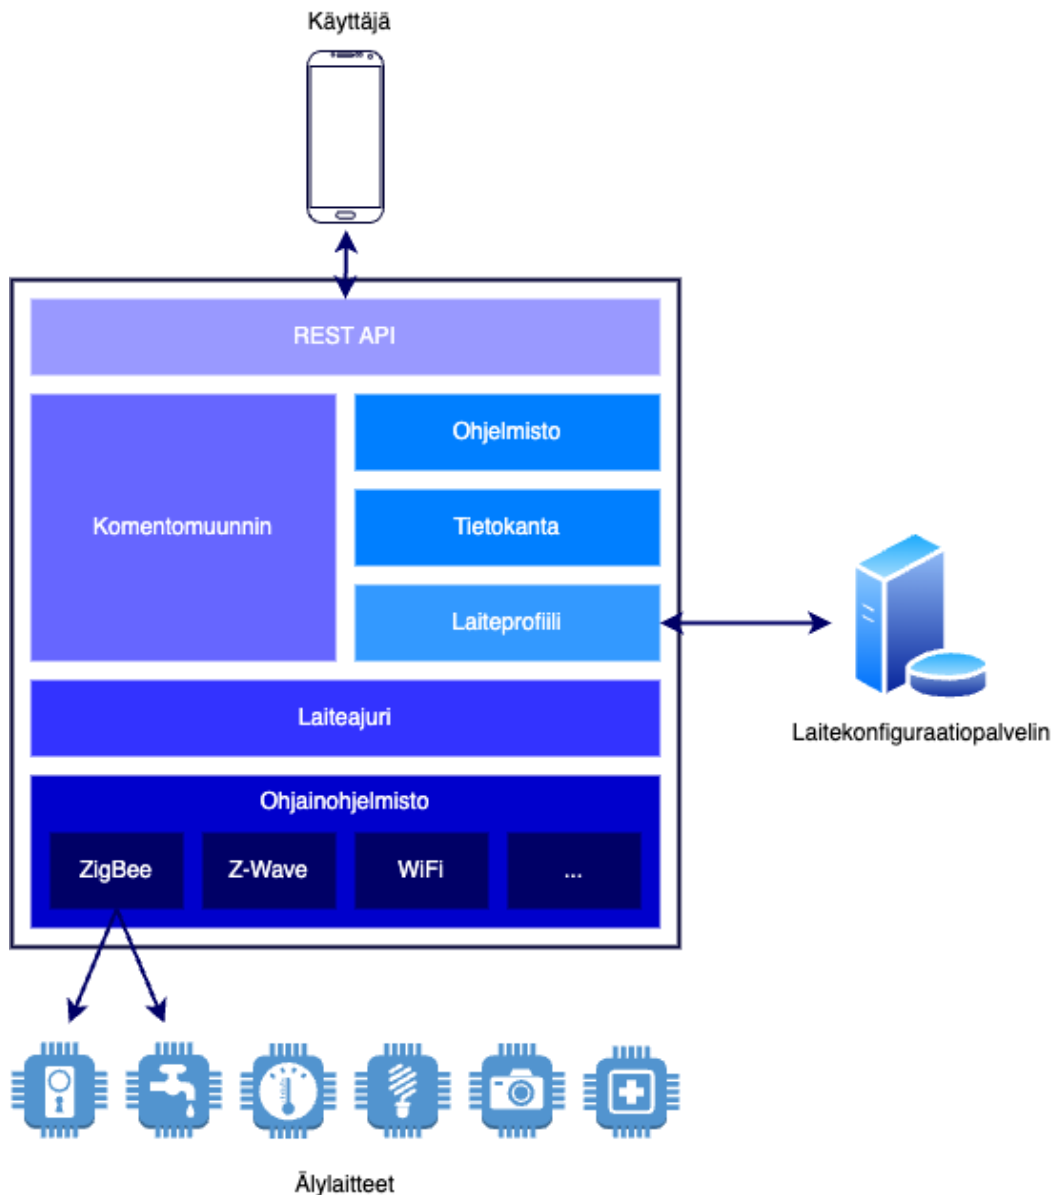 Käyttäjä
REST API
Komentomuunnin
Ohjelmisto
Tietokanta
Laiteprofiili
Laitekonfiguraatiopalvelin
Laiteajuri
Ohjainohjelmisto
ZigBee
Z-Wave
WiFi
...
Älylaitteet